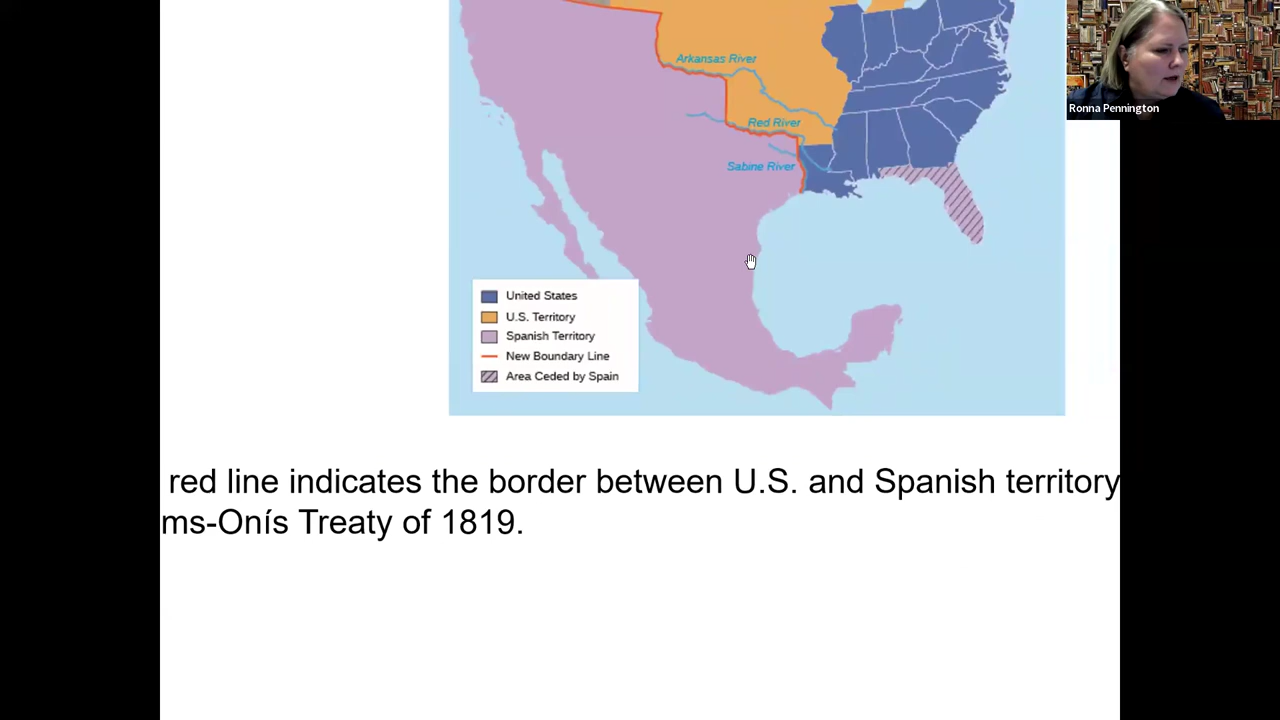 Ronna Pennington
Arkansas River
Red River
Sabine River
United States
U.S. Territory
Spanish Territory
New Boundary Line
Area Ceded by Spain
red line indicates the border between U.S. and Spanish territory
ms-Onís Treaty of 1819.